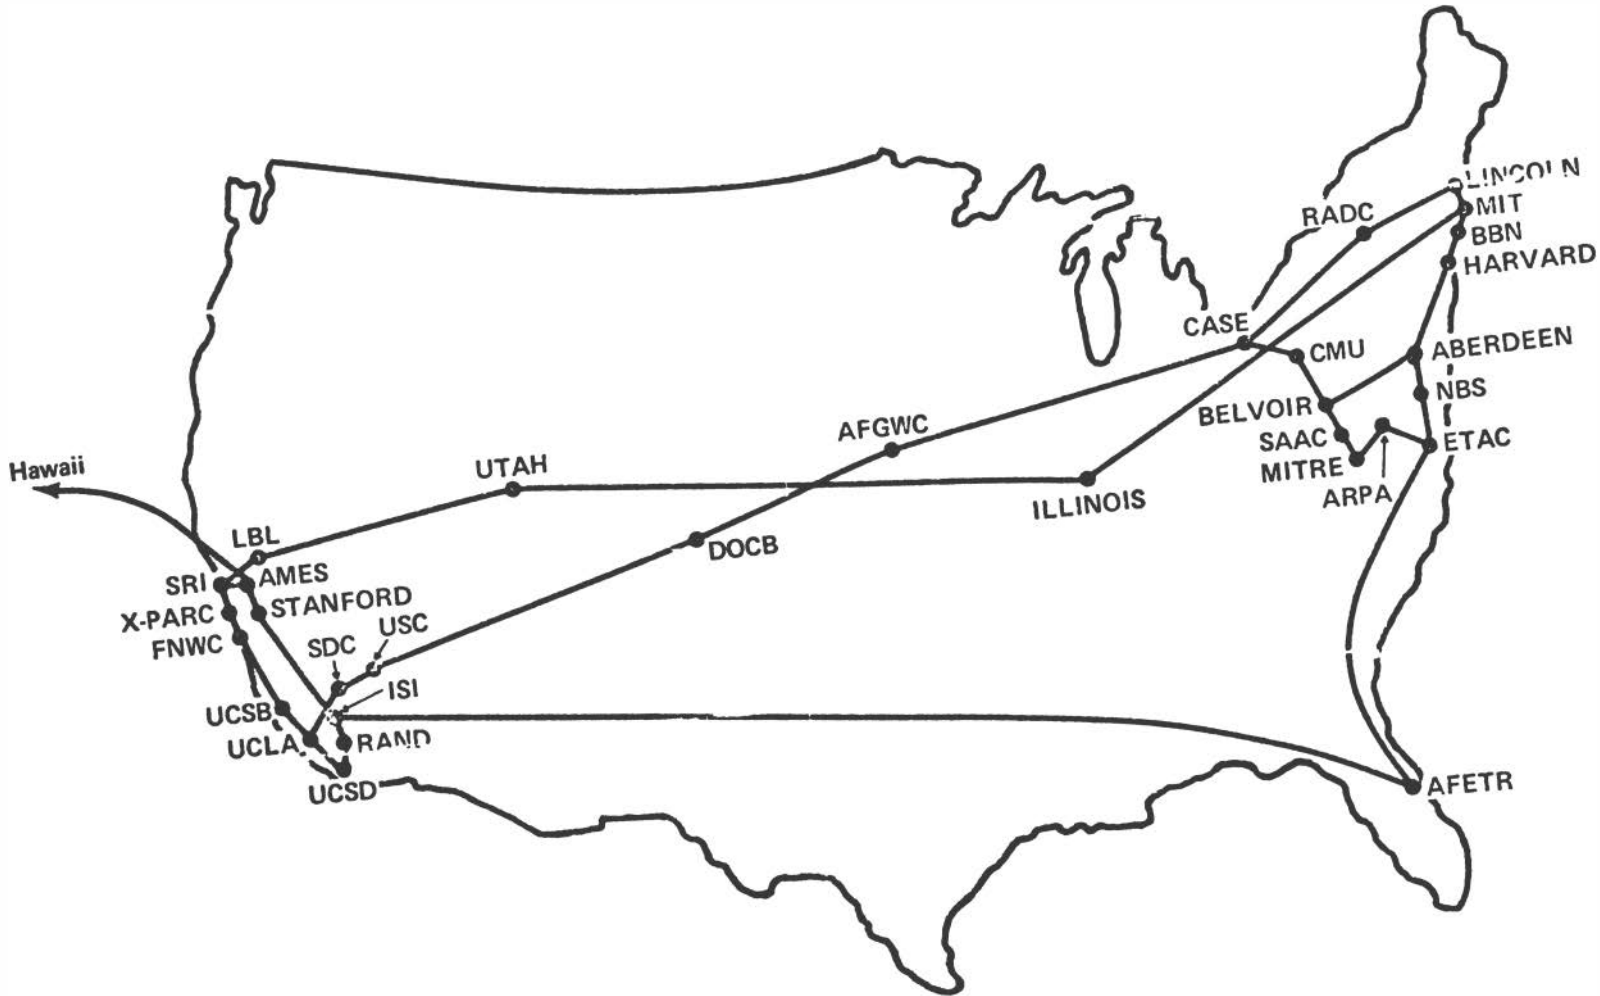 LINCOLN
MIT
RADC
BBN
HARVARD
CASE
CMU
ABERDEEN
NBS
BELVOIR
AFGWC
SAAC
ETAC
MITRE
Hawaii
UTAH
ARPA
ILLINOIS
LBL
DOCB
SRI
AMES
STANFORD
X-PARC
USC
FNWC
SDC
ISI
UCSB
UCLA
RAND
UCSD
AFETR